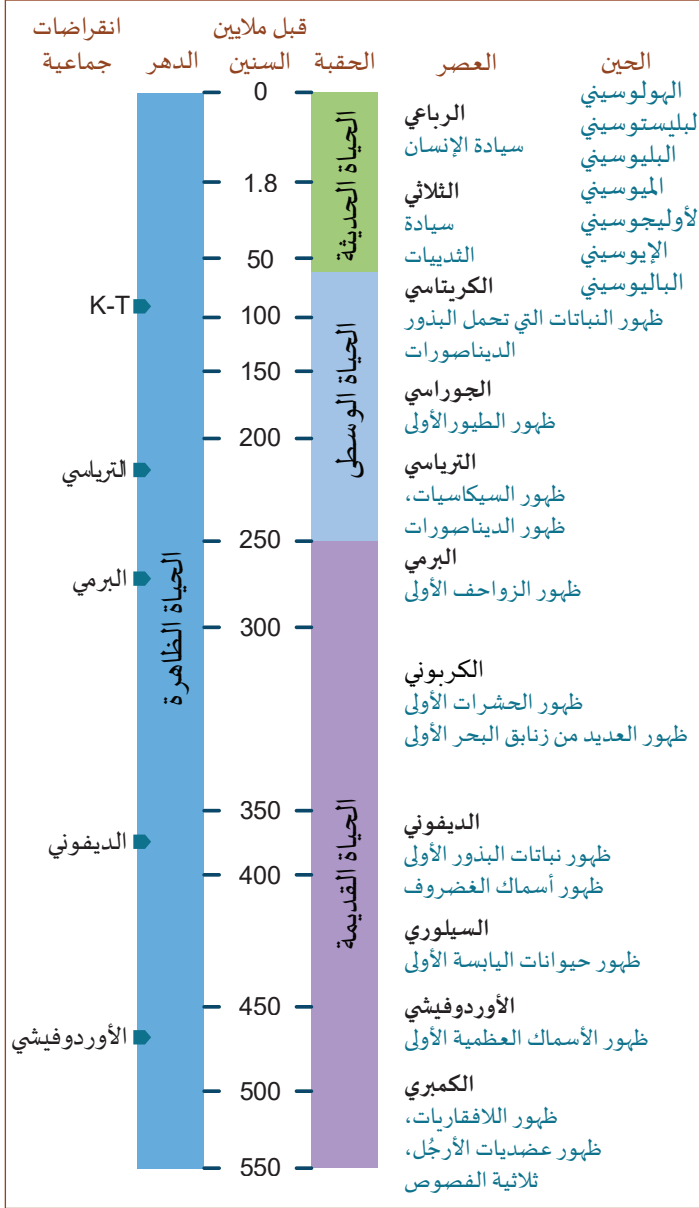 الحين
الهولوسيني
لبليستوسيني
البليوسيني
الميوسيني
لأوليجوسيني
الإيوسيني
الباليوسيني
العصر
الرباعي
سيادة الإنسان
الثلاثي
سيادة
الثدييات
الكريتاسي
ظهور النباتات التي تحمل البذور
الديناصورات
الجوراسي
ظهور الطيور الأولى
الترياسي
ظهور السيكاسيات،
ظهور الديناصورات
البرمي
ظهور الزواحف الأولى
الكربوني
ظهور الحشرات الأولى
ظهور العديد من زنابق البحر الأولى
الديفوني
ظهور نباتات البذور الأولى
ظهور أسماك الغضروف
السيلوري
ظهور حيوانات اليابسة الأولى
الأوردوفيشي
ظهور الأسماك العظمية الأولى
الكمبري
ظهور اللافقاريات،
ظهور عضديات الأرجُل،
ثلاثية الفصوص
الحقبة
الحياة الحديثة
الحياة الوسطى
الحياة القديمة
قبل ملايين
السنين
0
1.8
50
100
150
200
250
300
350
400
450
500
550
الدهر
الحياة الظاهرة
انقراضات
جماعية
K-T
الترياسي
البرمي
الديفوني
الأوردوفيشي